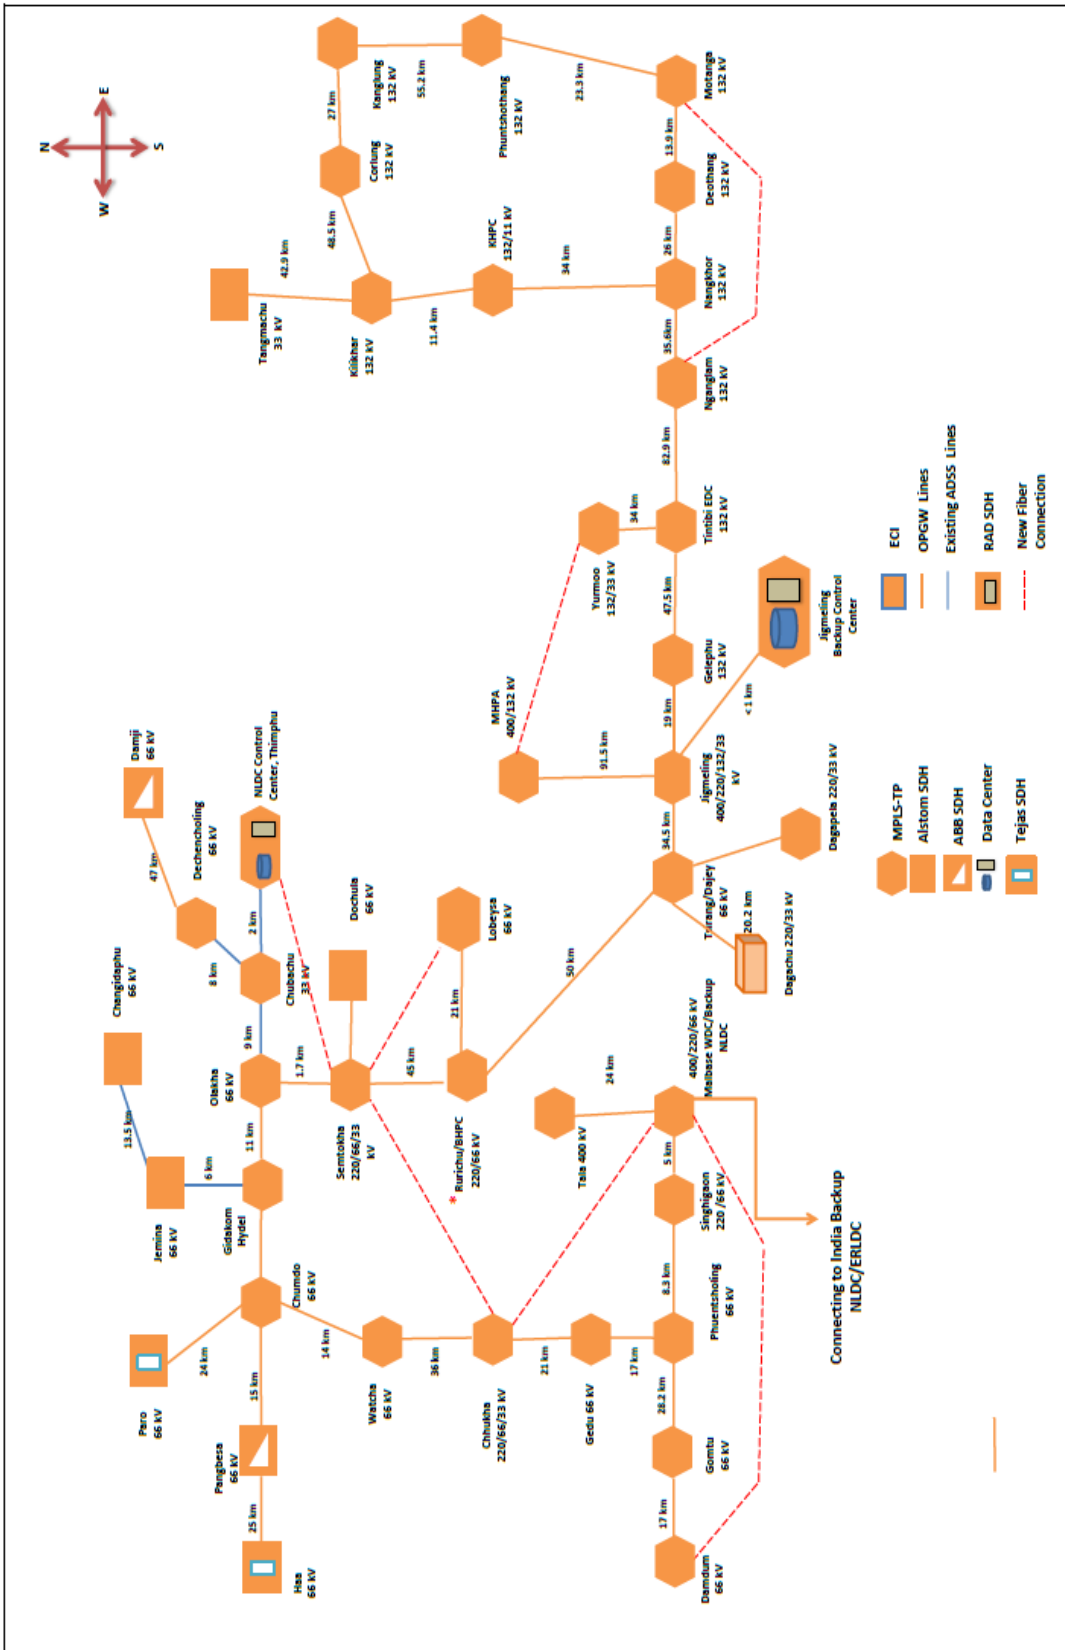 N
E
S
W
Haa
66 kV
25 km
Pangbesa
66 kV
15 km
Paro
66 kV
24 km
Chumdo
66 kV
14 km
Watcha
66 kV
36 km
Chhukha
220/66/33 kV
21 km
Gedu 66 kV
17 km
Damdum
66 kV
17 km
Gomtu
66 kV
28.2 km
Phuentsholing
66 kV
8.3 km
Singhigaon
220 /66 kV
5 km
400/220/66 kV
Malbase WDC/Backup
NLDC
24 km
Tala 400 kV
Connecting to India Backup
NLDC/ERLDC
Jemina
66 kV
6 km
Gidakom
Hydel
13.5 km
Changidaphu
66 kV
11 km
Olakha
66 kV
9 km
Chubachu
33 kV
8 km
Dechencholing
66 kV
47 km
Damji
66 kV
2 km
NLDC Control
Center, Thimphu
1.7 km
Semtokha
220/66/33
kV
Dochula
66 kV
45 km
* Rurichu/BHPC
220/66 kV
21 km
Lobeysa
66 kV
50 km
Tsirang/Dajey
66 kV
20.2 km
Dagachu 220/33 kV
Dagapela 220/33 kV
34.5 km
Jigmeling
400/220/132/33
kV
91.5 km
MHPA
400/132 kV
<1 km
Jigmeling
Backup Control
Center
19 km
Gelephu
132 kV
47.5 km
Tintibi EDC
132 kV
34 km
Yurmoo
132/33 kV
82.9 km
Nganglam
132 kV
35.6km
Nangkhor
132 kV
26 km
Deothang
132 kV
13.9 km
Motanga
132 kV
34 km
KHPC
132/11 kV
11.4 km
Kilikhar
132 kV
42.9 km
Tangmachu
33 kV
48.5 km
Corlung
132 kV
27 km
Kanglung
132 kV
55.2 km
Phuntshothang
132 kV
23.3 km
MPLS-TP
Alstom SDH
ABB SDH
Data Center
Tejas SDH
ECI
OPGW Lines
Existing ADSS Lines
RAD SDH
New Fiber
Connection